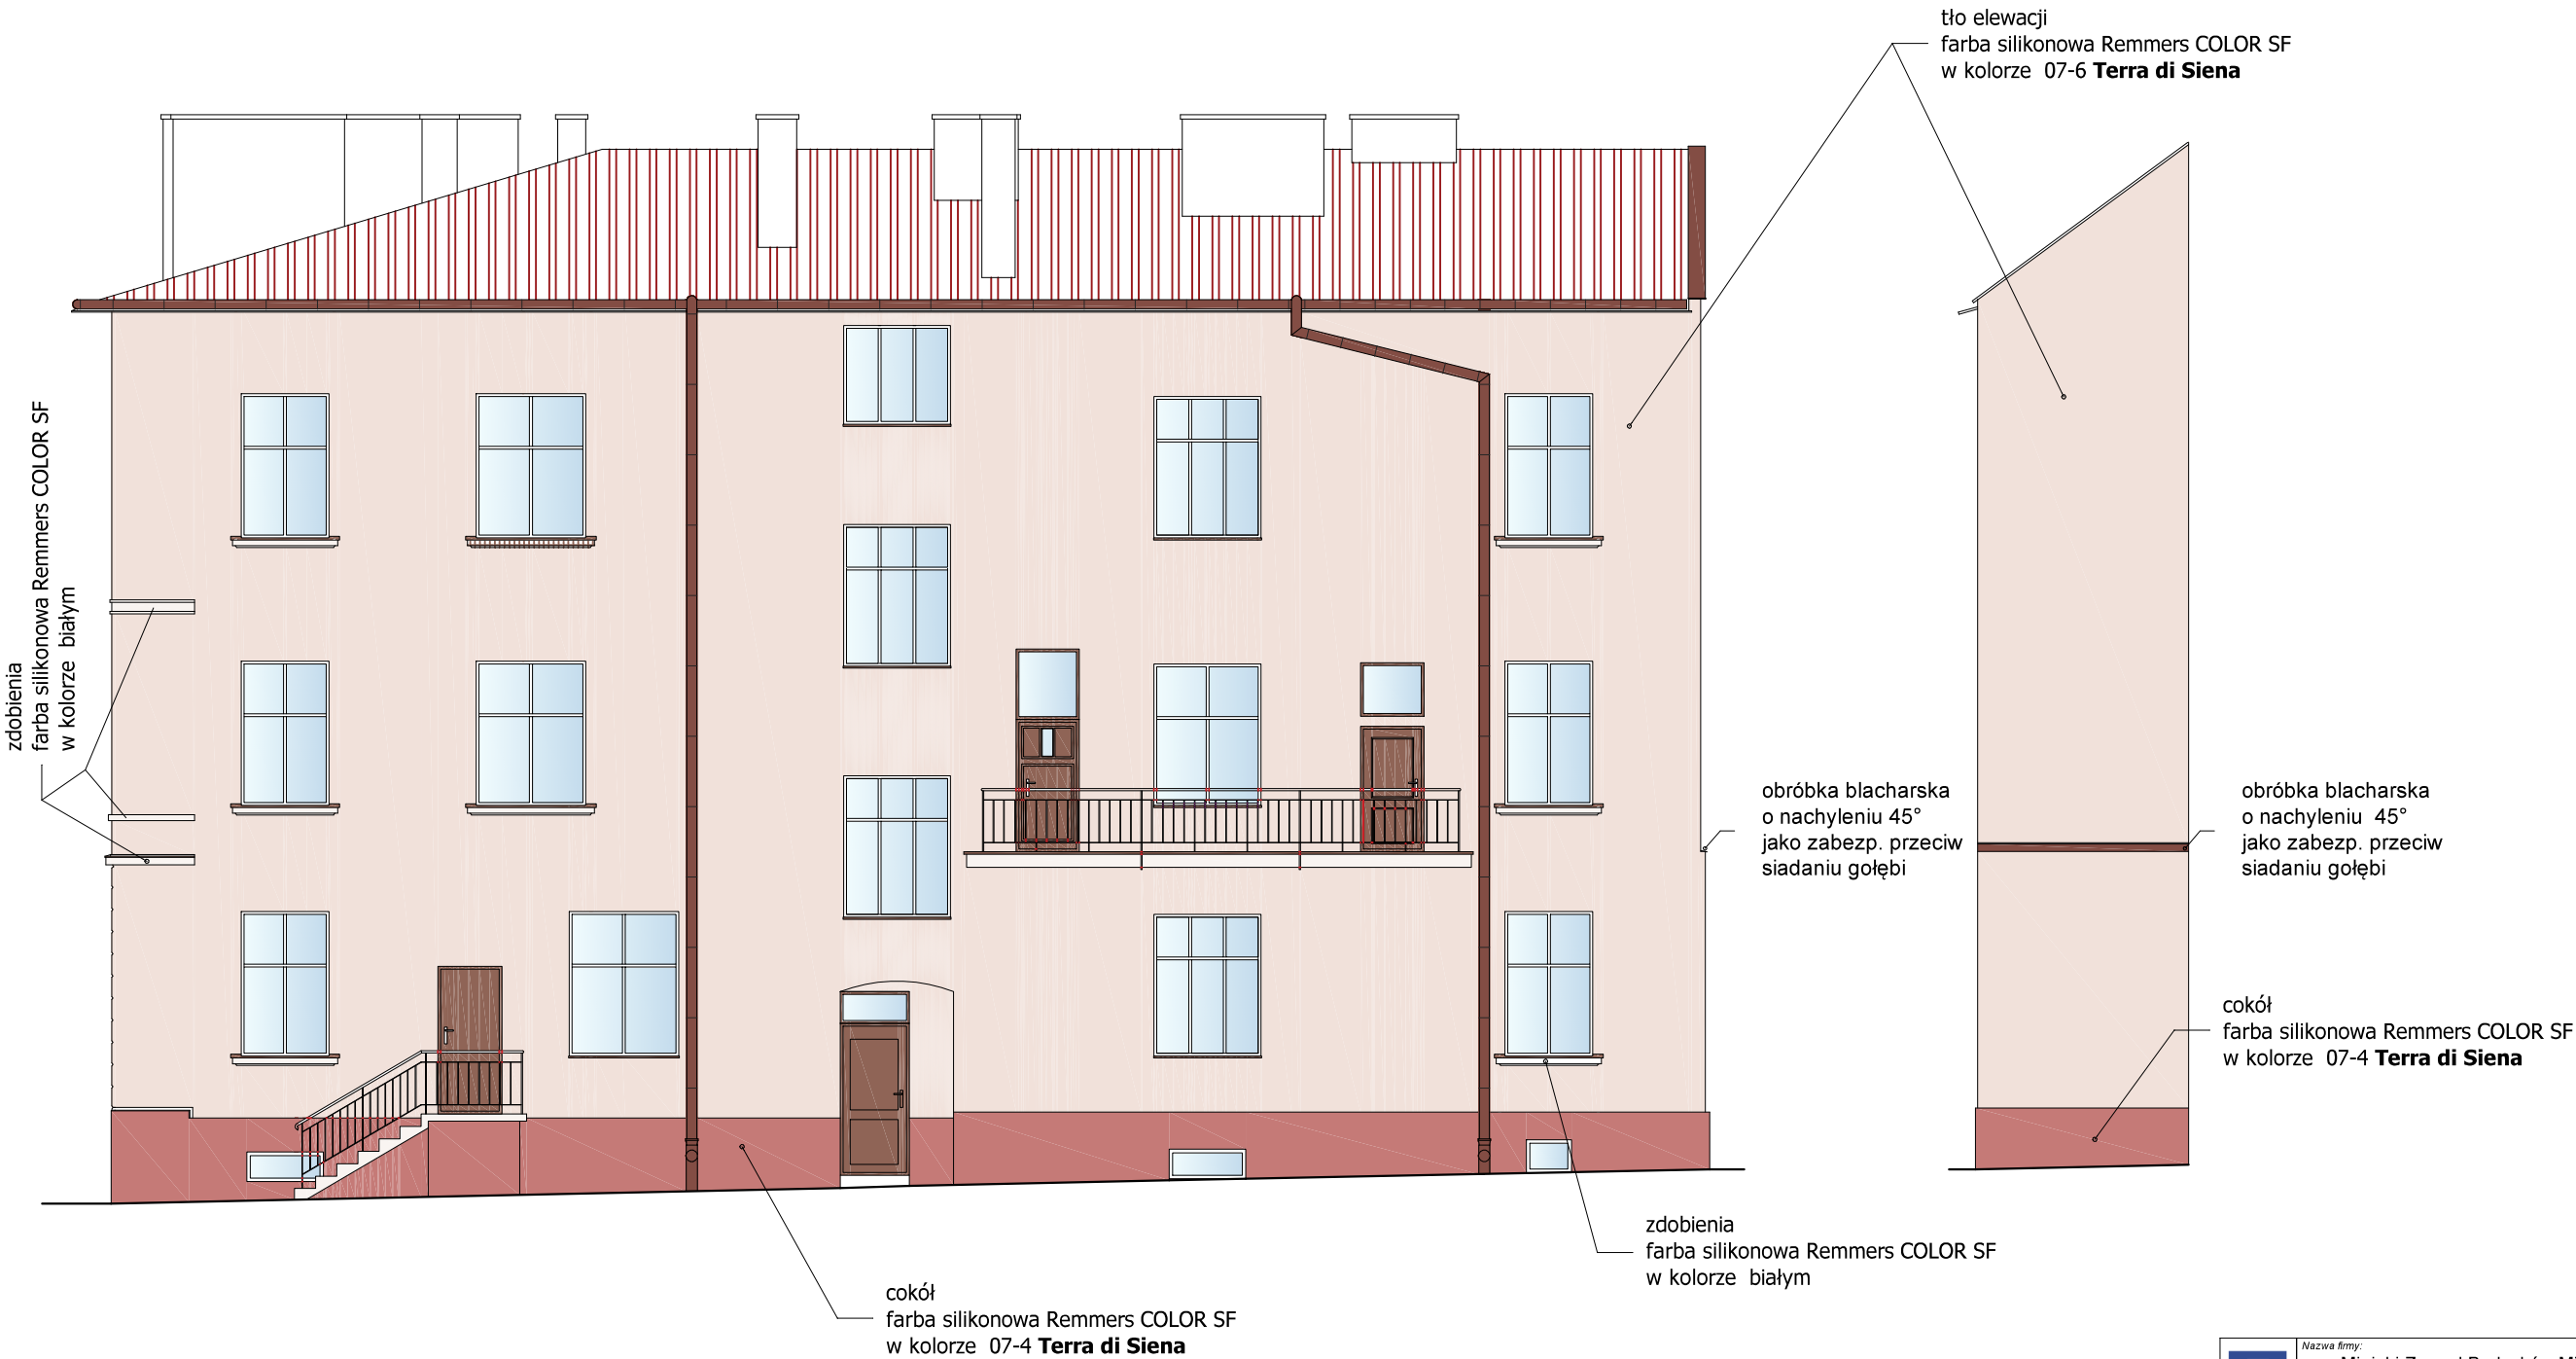 tło elewacji
farba silikonowa Remmers COLOR SF
w kolorze 07-6 Terra di Siena
zdobienia
farba silikonowa Remmers COLOR SF
w kolorze białym
obróbka blacharska
o nachyleniu 45°
jako zabezp. przeciw
siadaniu gołębi
obróbka blacharska
o nachyleniu 45°
jako zabezp. przeciw
siadaniu gołębi
cokół
farba silikonowa Remmers COLOR SF
w kolorze 07-4 Terra di Siena
zdobienia
farba silikonowa Remmers COLOR SF
w kolorze białym
cokół
farba silikonowa Remmers COLOR SF
w kolorze 07-4 Terra di Siena
Nazwa firmy: